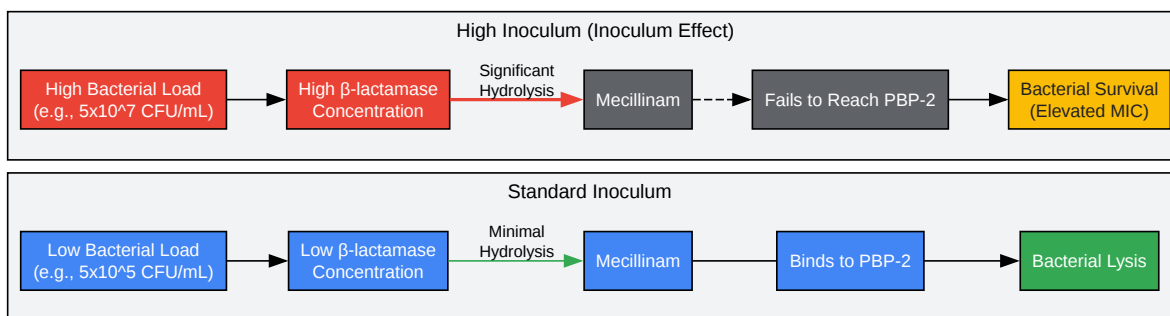 High Inoculum (Inoculum Effect)
High Bacterial Load
(e.g., 5x10^7 CFU/mL)
High β-lactamase
Concentration
Significant
Hydrolysis
Mecillinam
Fails to Reach PBP-2
Bacterial Survival
(Elevated MIC)
Standard Inoculum
Low Bacterial Load
(e.g., 5x10^5 CFU/mL)
Low β-lactamase
Concentration
Minimal
Hydrolysis
Mecillinam
Binds to PBP-2
Bacterial Lysis